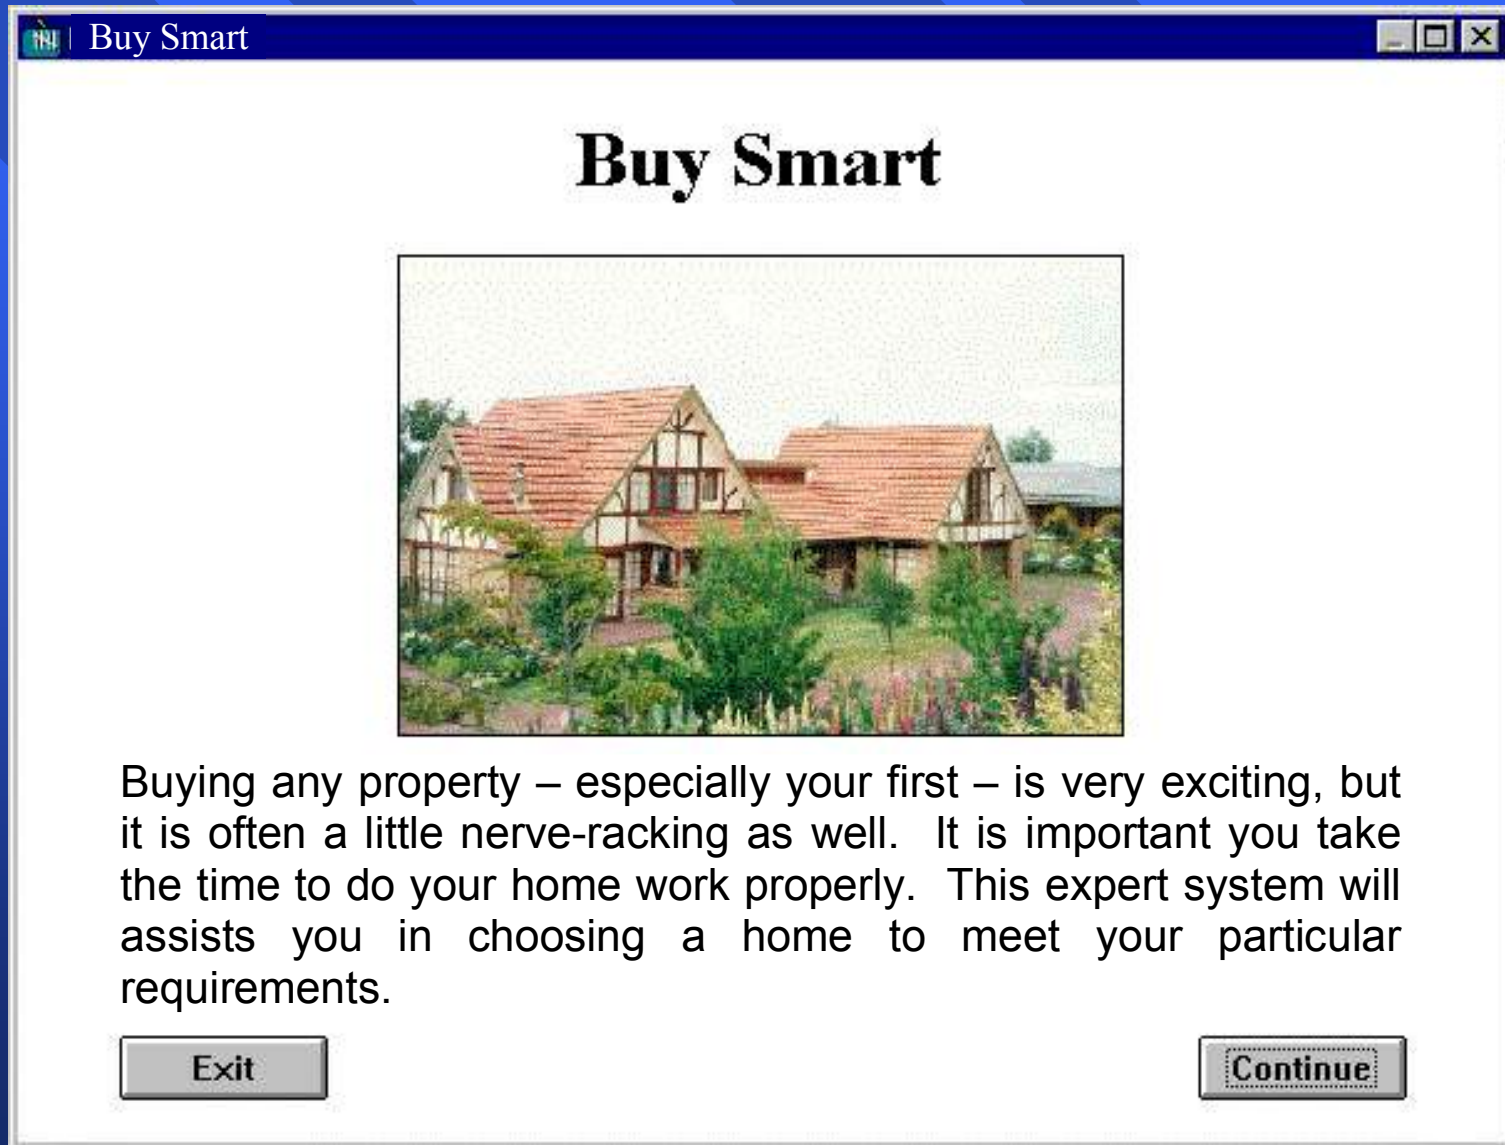 Buy Smart
Buy Smart
Buying any property – especially your first – is very exciting, but
it is often a little nerve-racking as well.  It is important you take
the time to do your home work properly.  This expert system will
assists you in choosing a home to meet your particular
requirements.
Exit
Continue